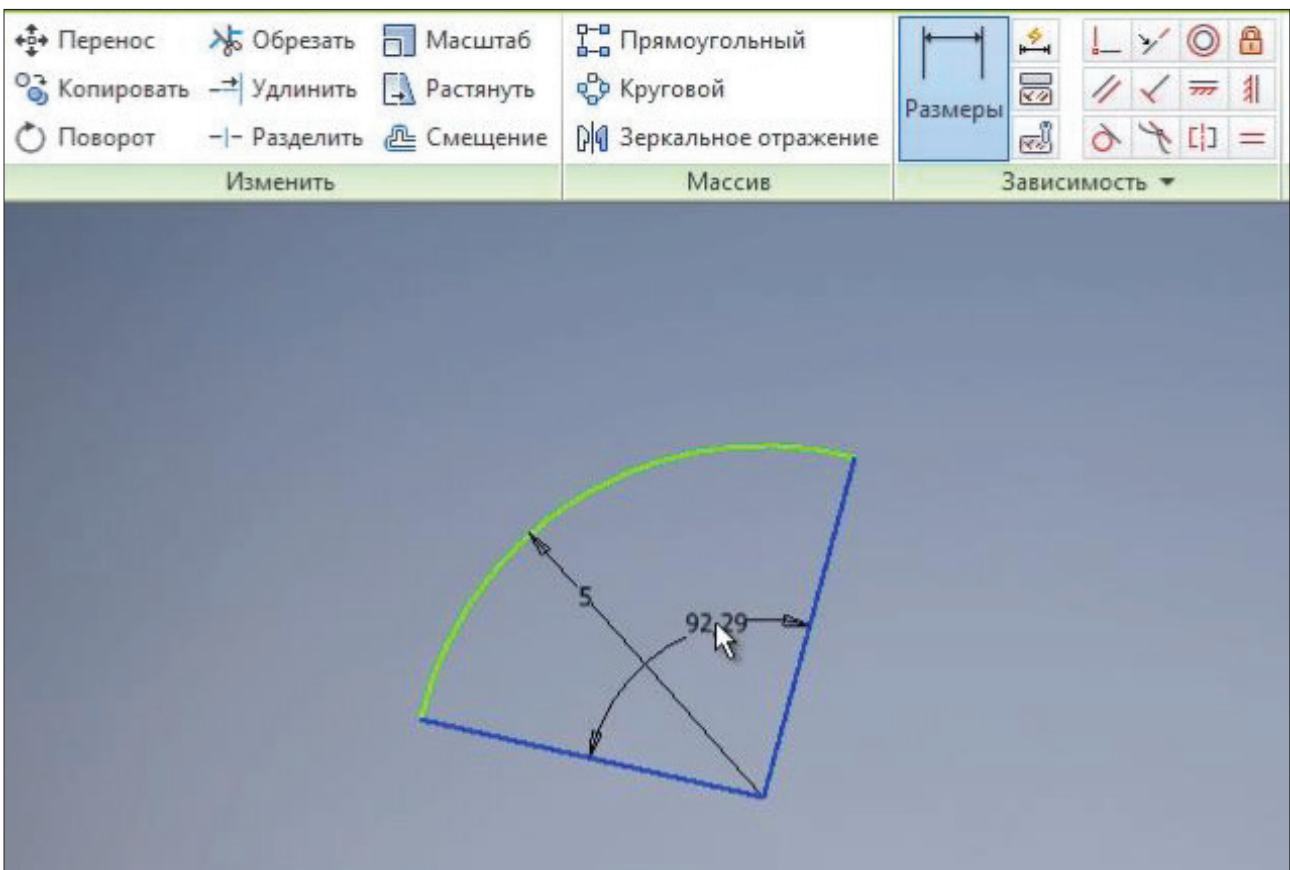 Перенос Обрезать Масштаб Прямоугольный
Копировать Удлинить Растянуть Круговой Размеры
Поворот Разделить Смещение Зеркальное отражение
Изменить Массив Зависимость
5
92,29